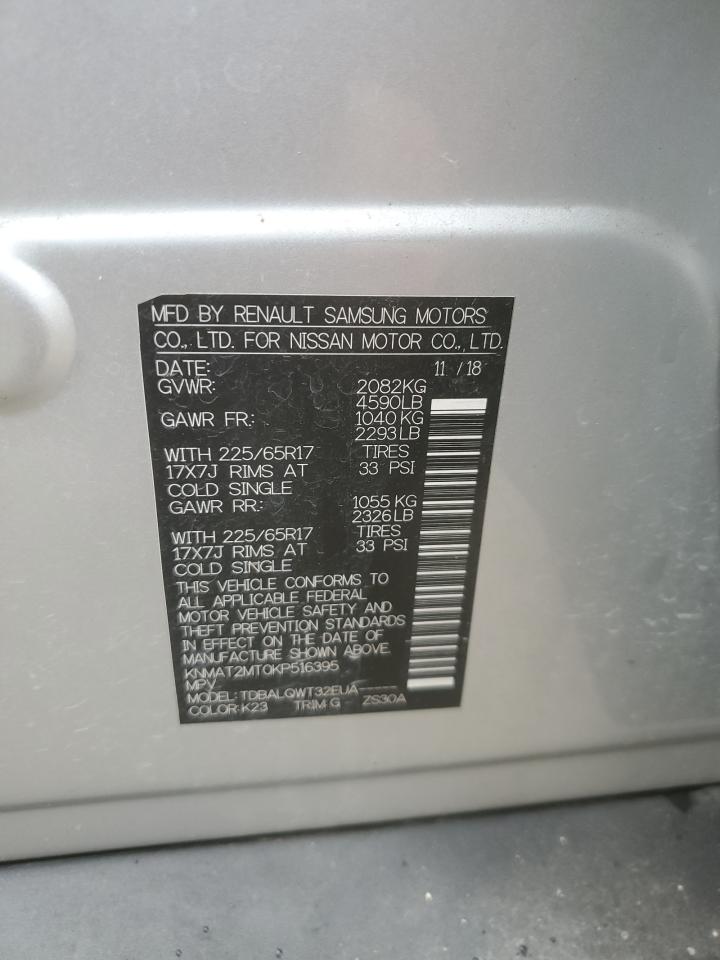 MFD BY RENAULT SAMSUNG MOTORS
CO., LTD. FOR NISSAN MOTOR CO., LTD.
DATE: 11 / 18
GVWR: 2082KG
4590LB
GAWR FR.: 1040 KG
2293 LB
WITH 225/65R17 TIRES
17X7J RIMS AT 33 PSI
COLD SINGLE
GAWR RR.: 1055 KG
2326 LB
WITH 225/65R17 TIRES
17X7J RIMS AT 33 PSI
COLD SINGLE
THIS VEHICLE CONFORMS TO
ALL APPLICABLE FEDERAL
MOTOR VEHICLE SAFETY AND
THEFT PREVENTION STANDARDS
IN EFFECT ON THE DATE OF
MANUFACTURE SHOWN ABOVE.
KNMAT2MT0KP516395
MPV
MODEL: TDBALQWT32EUA-----
COLOR: K23 TRIM: G ZS30A